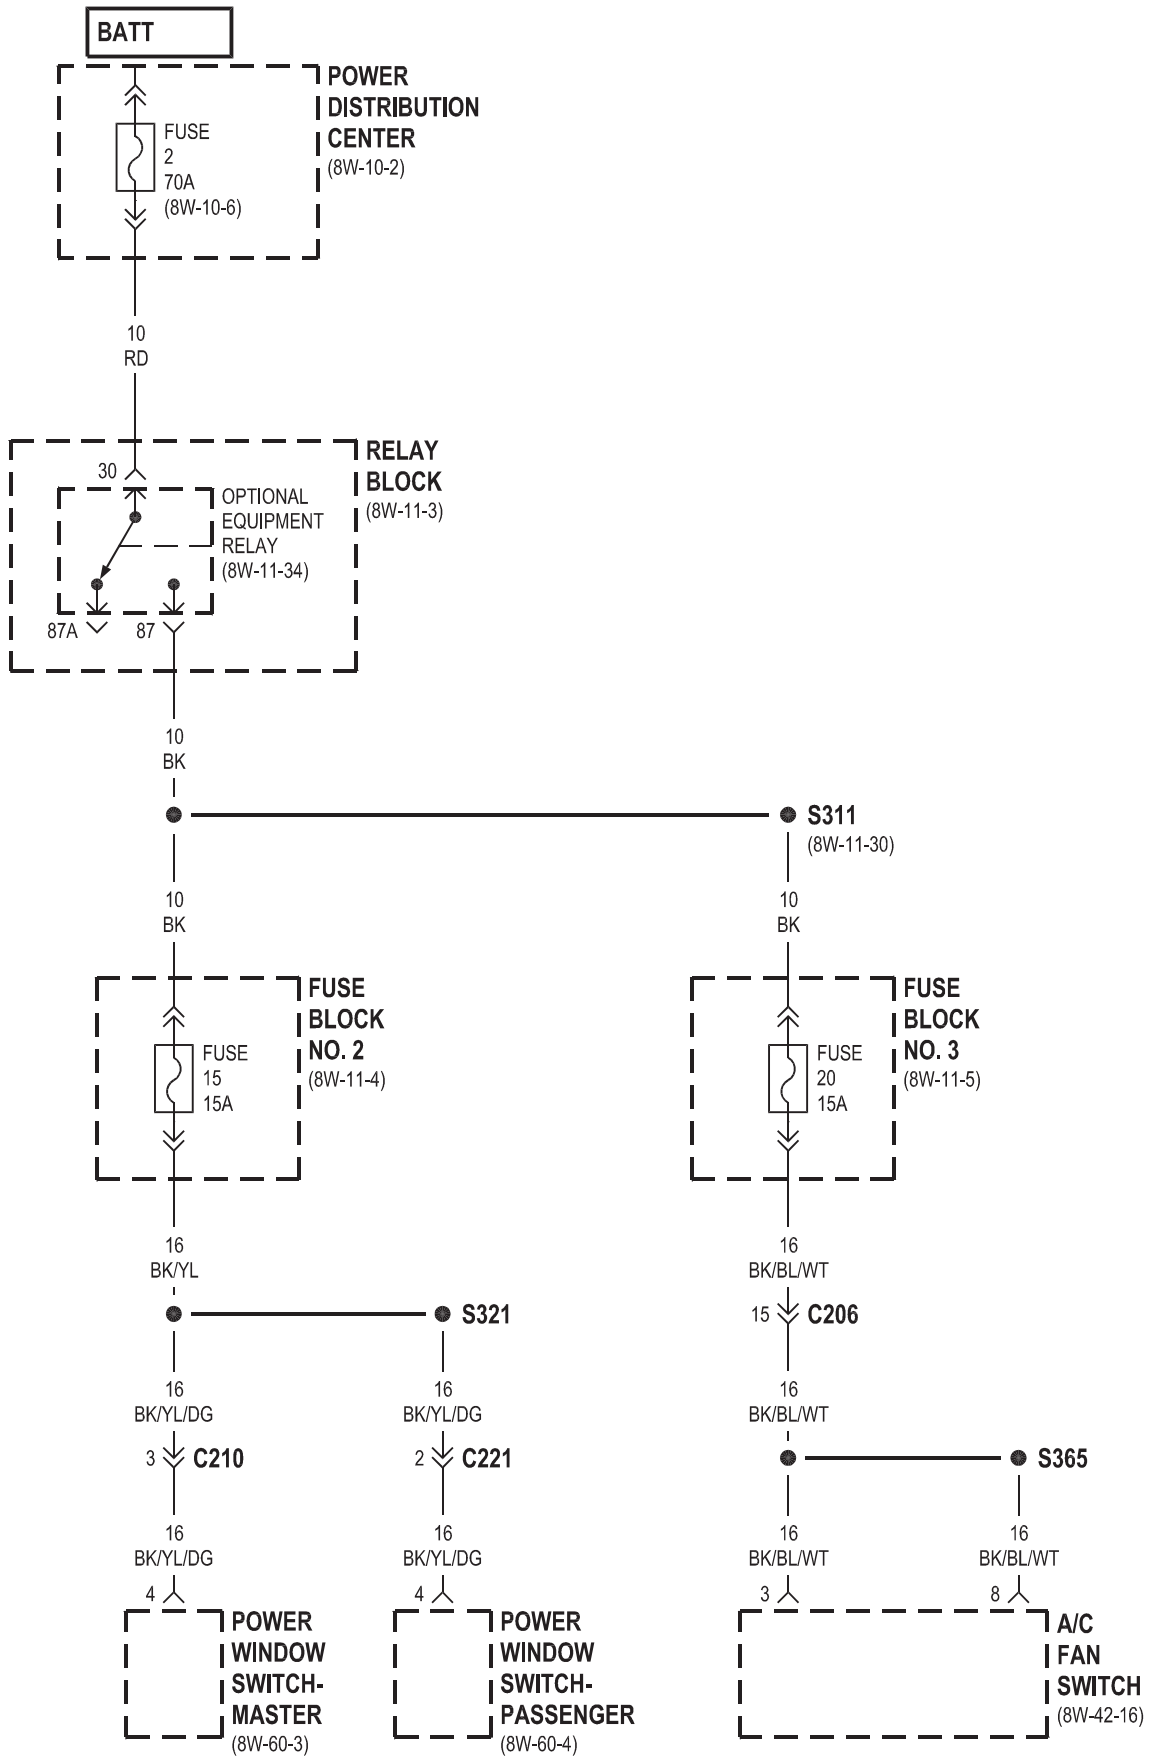 BATT
POWER
DISTRIBUTION
CENTER
(8W-10-2)
FUSE
2
70A
(8W-10-6)
10
RD
RELAY
BLOCK
(8W-11-3)
30
OPTIONAL
EQUIPMENT
RELAY
(8W-11-34)
87A
87
10
BK
S311
(8W-11-30)
10
BK
10
BK
FUSE
BLOCK
NO. 2
(8W-11-4)
FUSE
15
15A
FUSE
BLOCK
NO. 3
(8W-11-5)
FUSE
20
15A
16
BK/YL
16
BK/BL/WT
S321
15
C206
16
BK/YL/DG
16
BK/YL/DG
16
BK/BL/WT
3
C210
2
C221
S365
16
BK/YL/DG
16
BK/YL/DG
16
BK/BL/WT
16
BK/BL/WT
4
4
3
8
POWER
WINDOW
SWITCH-
MASTER
(8W-60-3)
POWER
WINDOW
SWITCH-
PASSENGER
(8W-60-4)
A/C
FAN
SWITCH
(8W-42-16)